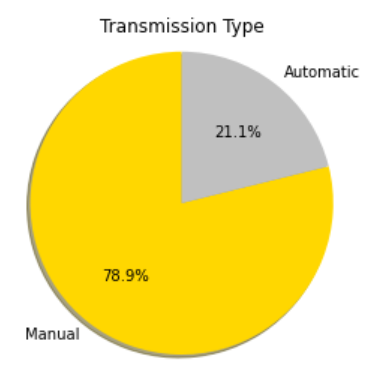 Transmission Type
Automatic
21.1%
78.9%
Manual